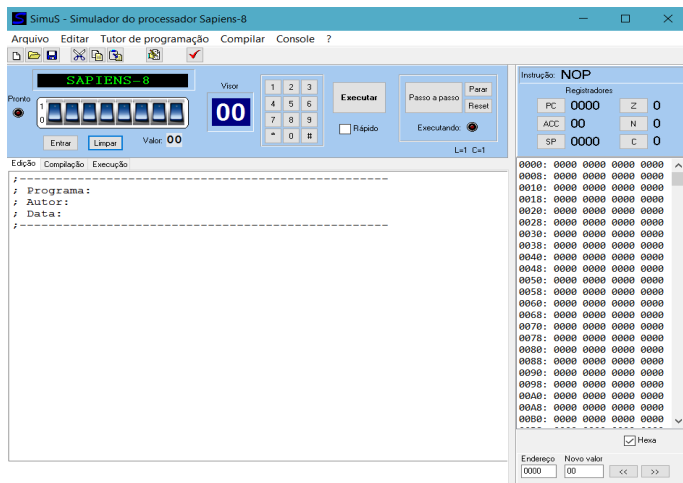 SimuS - Simulador do processador Sapiens-8
Arquivo Editar Tutor de programação Compilar Console ?
SAPIENS-8
Pronto
1
0
Entrar Limpar Valor: 00
Visor
00
1 2 3
4 5 6
7 8 9
* 0 #
Executar
Rápido
Passo a passo
Parar
Reset
Executando:
L=1 C=1
Instrução: NOP
Registradores
PC 0000 Z 0
ACC 00 N 0
SP 0000 C 0
Edição Compilação Execução
;--------------------------------------------------
; Programa:
; Autor:
; Data:
;--------------------------------------------------
0000: 0000 0000 0000 0000
0008: 0000 0000 0000 0000
0010: 0000 0000 0000 0000
0018: 0000 0000 0000 0000
0020: 0000 0000 0000 0000
0028: 0000 0000 0000 0000
0030: 0000 0000 0000 0000
0038: 0000 0000 0000 0000
0040: 0000 0000 0000 0000
0048: 0000 0000 0000 0000
0050: 0000 0000 0000 0000
0058: 0000 0000 0000 0000
0060: 0000 0000 0000 0000
0068: 0000 0000 0000 0000
0070: 0000 0000 0000 0000
0078: 0000 0000 0000 0000
0080: 0000 0000 0000 0000
0088: 0000 0000 0000 0000
0090: 0000 0000 0000 0000
0098: 0000 0000 0000 0000
00A0: 0000 0000 0000 0000
00A8: 0000 0000 0000 0000
00B0: 0000 0000 0000 0000
Hexa
Endereço Novo valor
0000 00 << >>